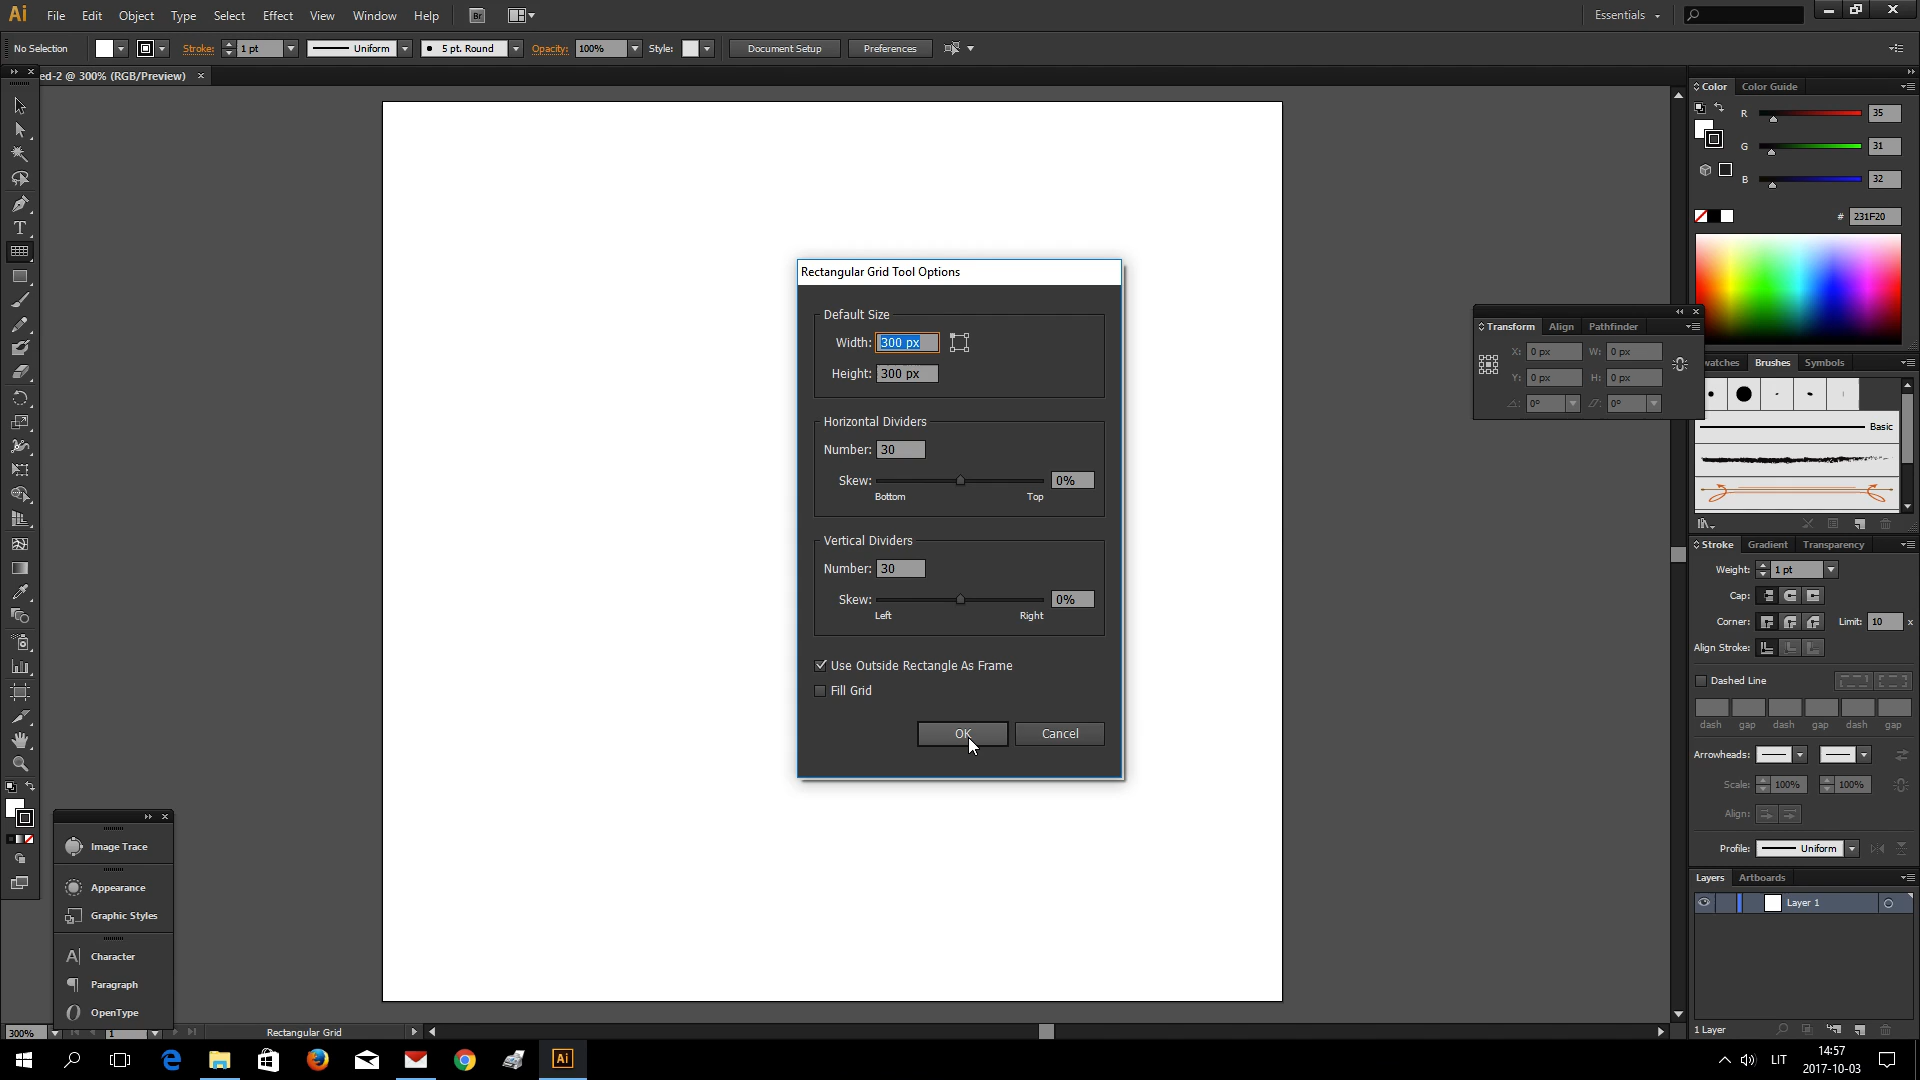 Ai File Edit Object Type Select Effect View Window Help Br Essentials
No Selection Stroke: 1 pt Uniform 5 pt. Round Opacity: 100% Style: Document Setup Preferences
ed-2 @ 300% (RGB/Preview)
Color Color Guide
R 35
G 31
B 32
# 231F20
Rectangular Grid Tool Options
Default Size
Width: 300 px
Height: 300 px
Horizontal Dividers
Number: 30
Skew: 0%
Bottom Top
Vertical Dividers
Number: 30
Skew: 0%
Left Right
Use Outside Rectangle As Frame
Fill Grid
OK Cancel
Transform Align Pathfinder
X: 0 px W: 0 px
Y: 0 px H: 0 px
0° 0°
watches Brushes Symbols
Basic
Stroke Gradient Transparency
Weight: 1 pt
Cap:
Corner: Limit: 10 x
Align Stroke:
Dashed Line
dash gap dash gap dash gap
Arrowheads:
Scale: 100% 100%
Align:
Profile: Uniform
Layers Artboards
Layer 1
1 Layer
Image Trace
Appearance
Graphic Styles
Character
Paragraph
OpenType
300% 1 Rectangular Grid
Ai LIT 14:57
2017-10-03